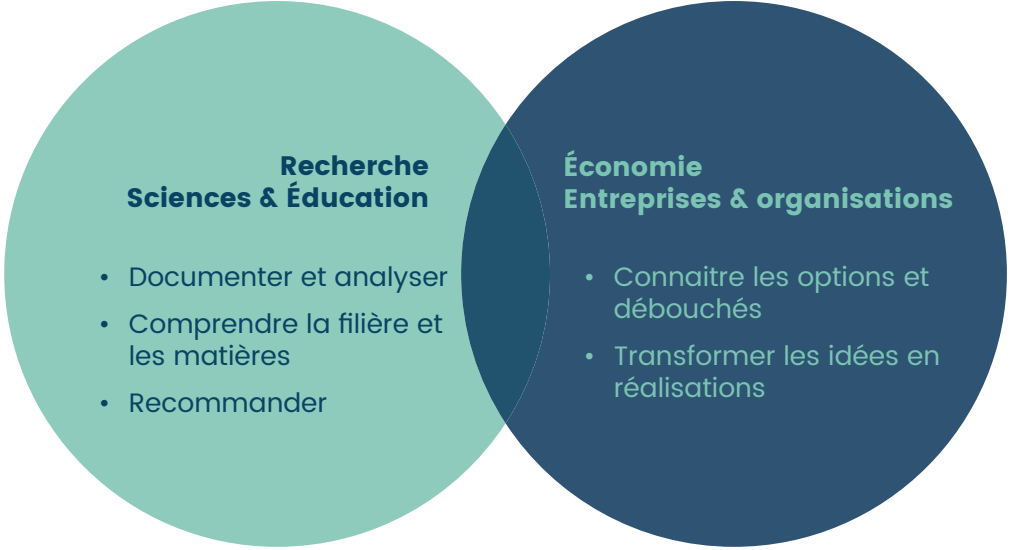 Recherche
Sciences & Éducation
• Documenter et analyser
• Comprendre la filière et
les matières
• Recommander
Économie
Entreprises & organisations
• Connaitre les options et
débouchés
• Transformer les idées en
réalisations